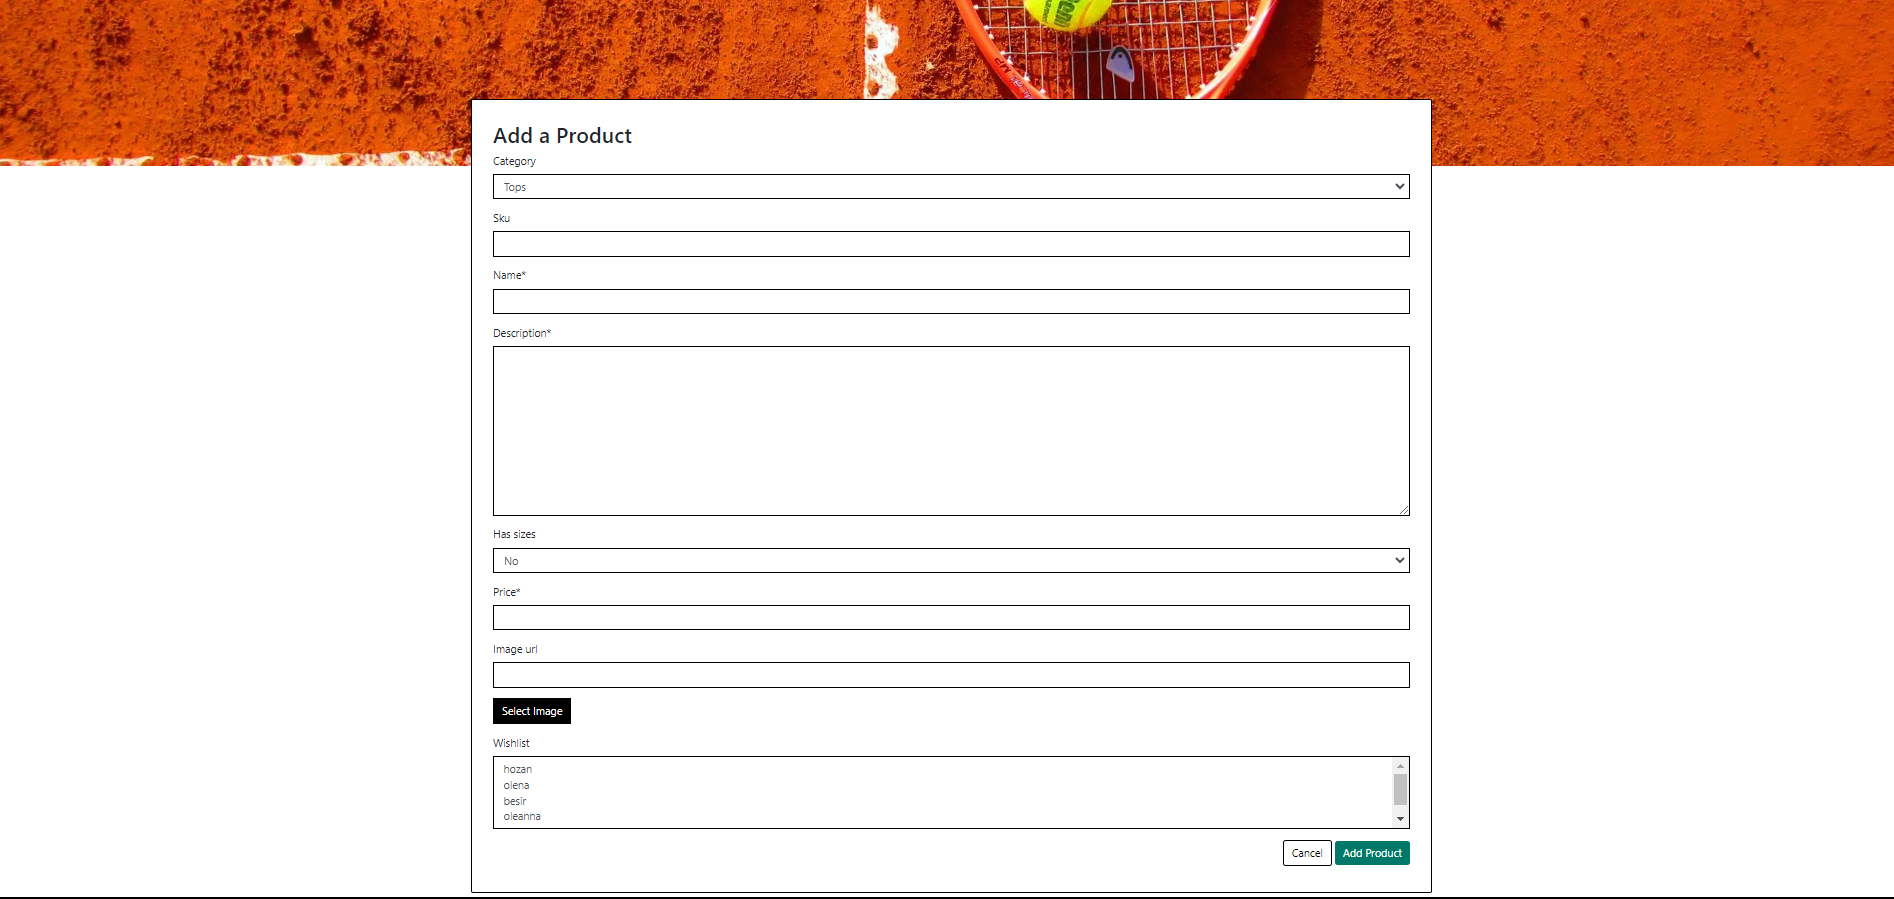 Add a Product
Category
Tops
Sku
Name*
Description*
Has sizes
No
Price*
Image url
Select Image
Wishlist
hozan
olena
besir
oleanna
Cancel Add Product